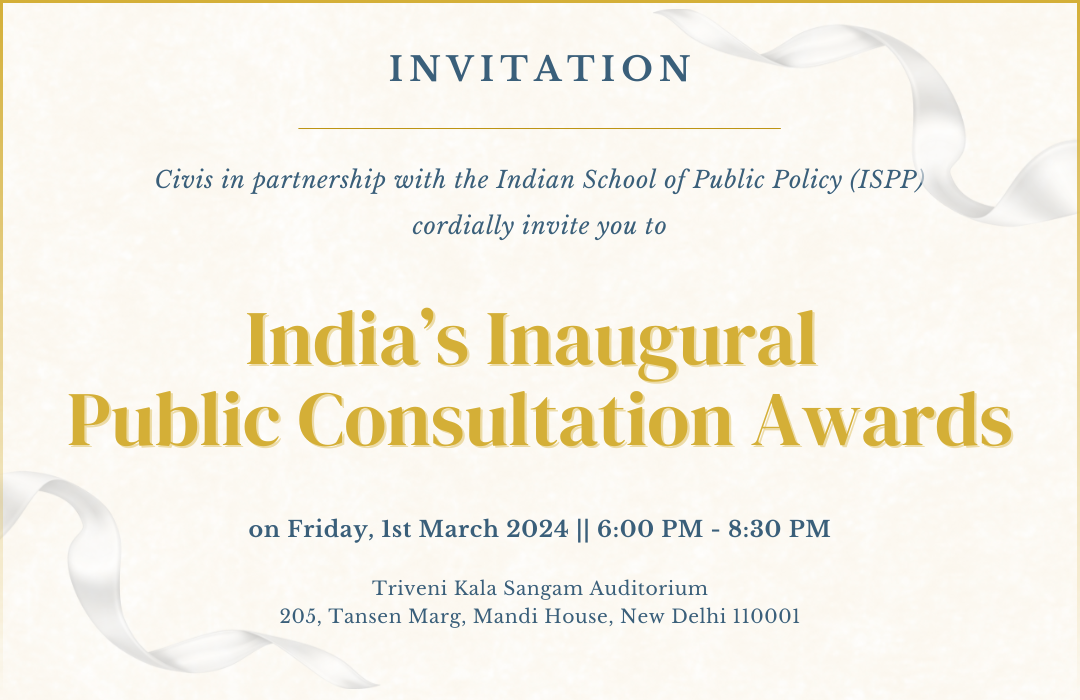 INVITATION
Civis in partnership with the Indian School of Public Policy (ISPP)
cordially invite you to
India’s Inaugural
Public Consultation Awards
on Friday, 1st March 2024 || 6:00 PM - 8:30 PM
Triveni Kala Sangam Auditorium
205, Tansen Marg, Mandi House, New Delhi 110001